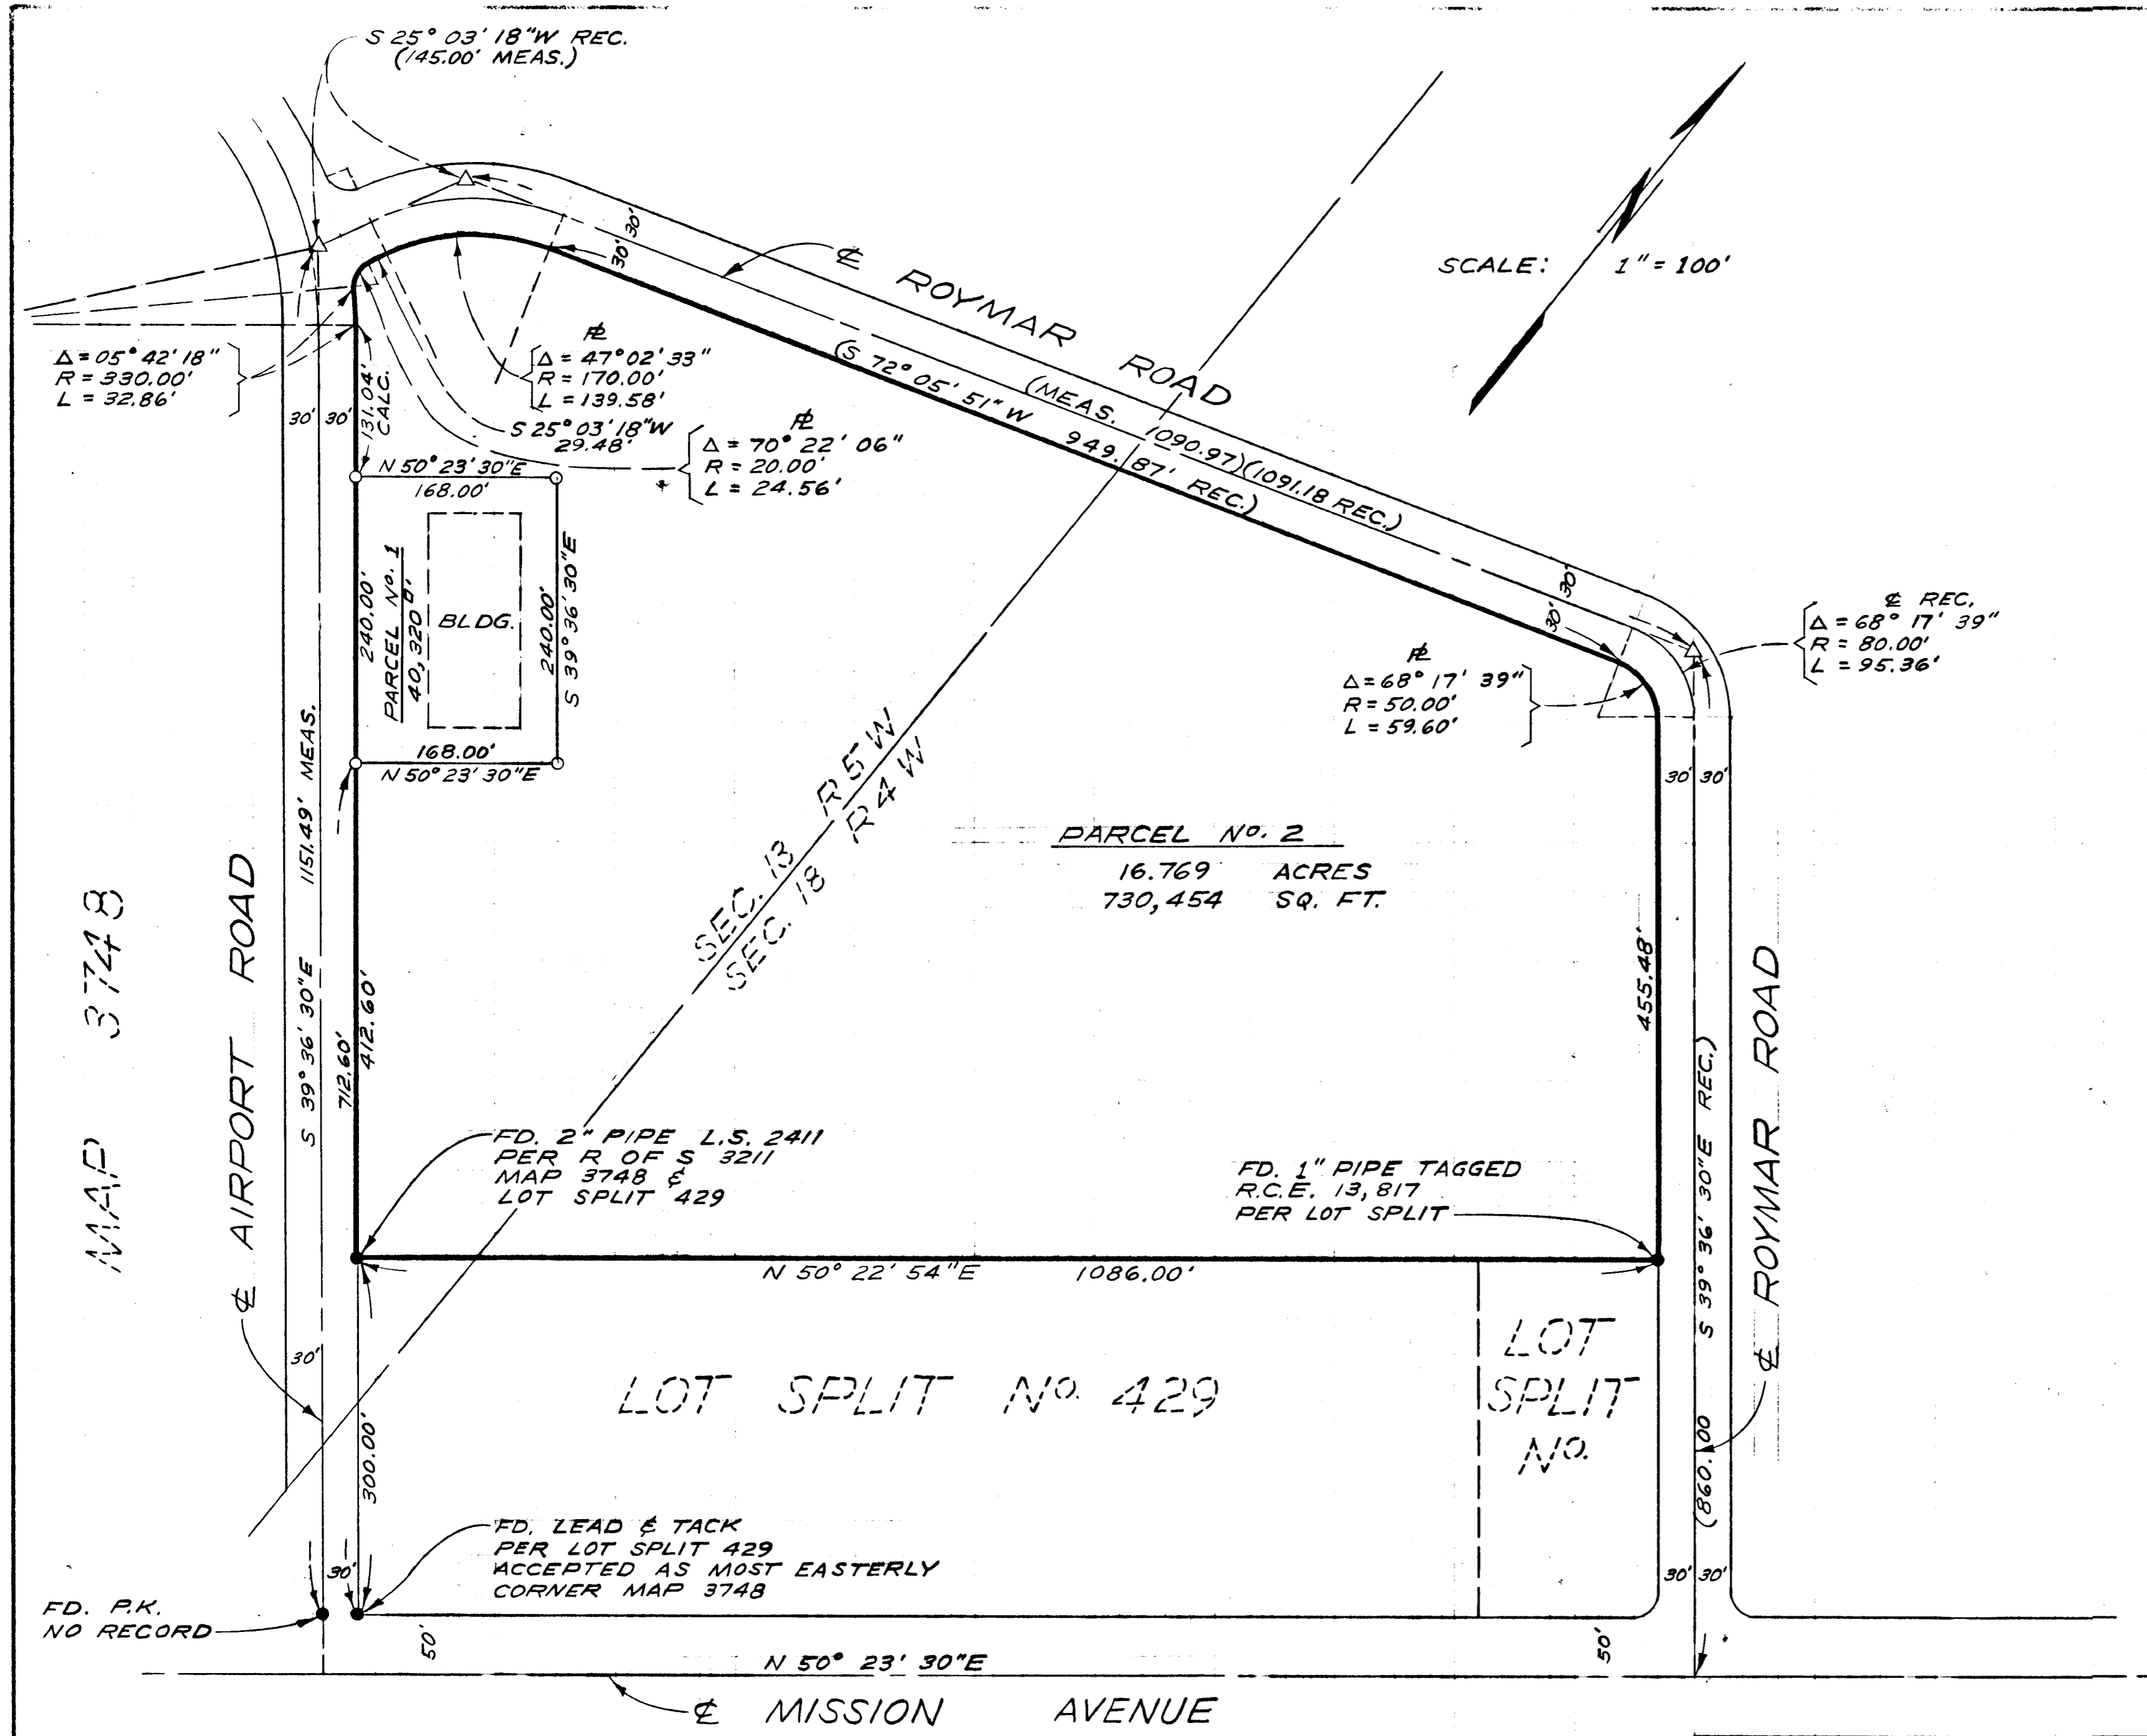 S 25° 03' 18" W REC.
(145.00' MEAS.)
SCALE: 1" = 100'
℄ ROYMAR ROAD
30' 30'
(S 72° 05' 51" W 949.87' REC.)
(MEAS. 1090.97)(1091.18 REC.)
Δ = 05° 42' 18"
R = 330.00'
L = 32.86'
30' 30'
131.04'
CALC.
PL
Δ = 47° 02' 33"
R = 170.00'
L = 139.58'
S 25° 03' 18" W
29.48'
PL
Δ = 70° 22' 06"
R = 20.00'
L = 24.56'
N 50° 23' 30" E
168.00'
240.00'
PARCEL No. 1
40,320 □'
BLDG.
240.00'
S 39° 36' 30" E
168.00'
N 50° 23' 30" E
30' 30'
℄ REC.
Δ = 68° 17' 39"
R = 80.00'
L = 95.36'
PL
Δ = 68° 17' 39"
R = 50.00'
L = 59.60'
30' 30'
R 5 W
R 4 W
SEC. 13
SEC. 18
PARCEL No. 2
16.769 ACRES
730,454 SQ. FT.
MAP 3748
℄ AIRPORT ROAD
S 39° 36' 30" E 1151.49' MEAS.
712.60'
412.60'
455.48'
(860.00 S 39° 36' 30" E REC.)
℄ ROYMAR ROAD
FD. 2" PIPE L.S. 2411
PER R OF S 3211
MAP 3748 &
LOT SPLIT 429
FD. 1" PIPE TAGGED
R.C.E. 13,817
PER LOT SPLIT
N 50° 22' 54" E 1086.00'
30'
LOT SPLIT No. 429
LOT
SPLIT
No.
300.00'
FD. LEAD & TACK
PER LOT SPLIT 429
ACCEPTED AS MOST EASTERLY
CORNER MAP 3748
30'
30' 30'
FD. P.K.
NO RECORD
50'
50'
N 50° 23' 30" E
℄ MISSION AVENUE